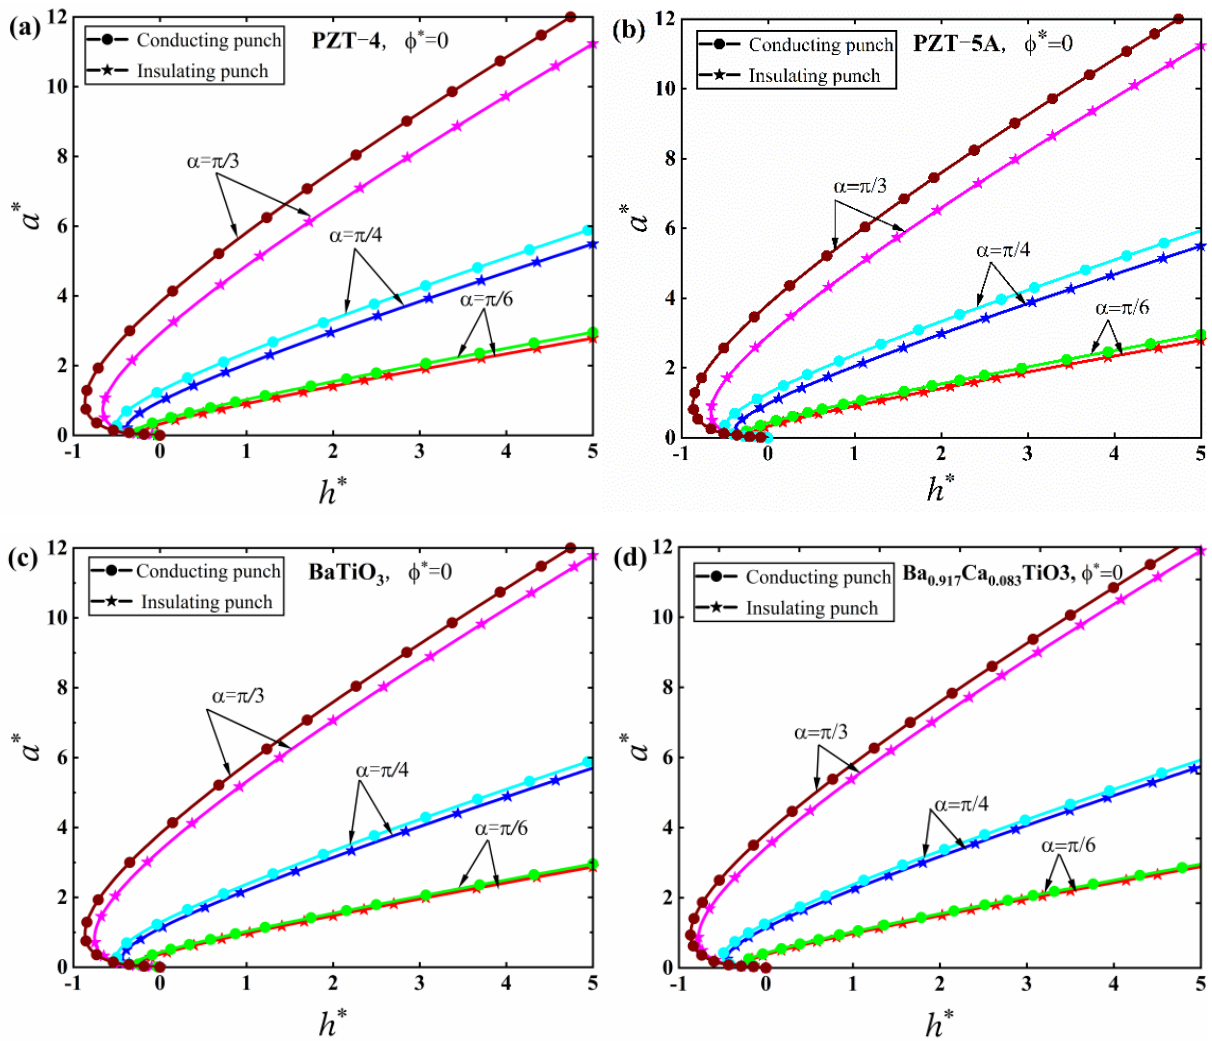 (a)
12
10
8
6
4
2
0
a*
Conducting punch
Insulating punch
PZT−4, ϕ*=0
α=π/3
α=π/4
α=π/6
-1 0 1 2 3 4 5
h*
(b)
12
10
8
6
4
2
0
a*
Conducting punch
Insulating punch
PZT−5A, ϕ*=0
α=π/3
α=π/4
α=π/6
-1 0 1 2 3 4 5
h*
(c)
12
10
8
6
4
2
0
a*
Conducting punch
Insulating punch
BaTiO3, ϕ*=0
α=π/3
α=π/4
α=π/6
-1 0 1 2 3 4 5
h*
(d)
12
10
8
6
4
2
0
a*
Conducting punch
Insulating punch
Ba0.917Ca0.083TiO3, ϕ*=0
α=π/3
α=π/4
α=π/6
-1 0 1 2 3 4 5
h*